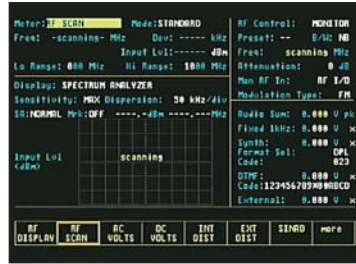 Meter: RF SCAN Mode: STANDARD
Freq: -scanning- MHz Dev: ----- kHz
Input Lvl: ----- dBm
Lo Range: 000 MHz Hi Range: 1000 MHz
Display: SPECTRUM ANALYZER
Sensitivity: MAX Dispersion: 50 kHz/div
SA: NORMAL Mrk: OFF ----.-dBm ----.---MHz
Input Lvl
(dBm)
scanning
RF Control: MONITOR
Preset: -- B/W: NB
Freq: scanning MHz
Attenuation: 0 dB
Mon RF In: RF I/O
Modulation Type: FM
Audio Sum: 0.000 V pk
Fixed 1kHz: 0.000 V ×
Synth: 0.000 V ×
Format Sel: DPL
Code: 023
DTMF: 0.000 V ×
Code: 123456789*0#ABCD
External: 0.000 V ×
RF DISPLAY
RF SCAN
AC VOLTS
DC VOLTS
INT DIST
EXT DIST
SINAD
more